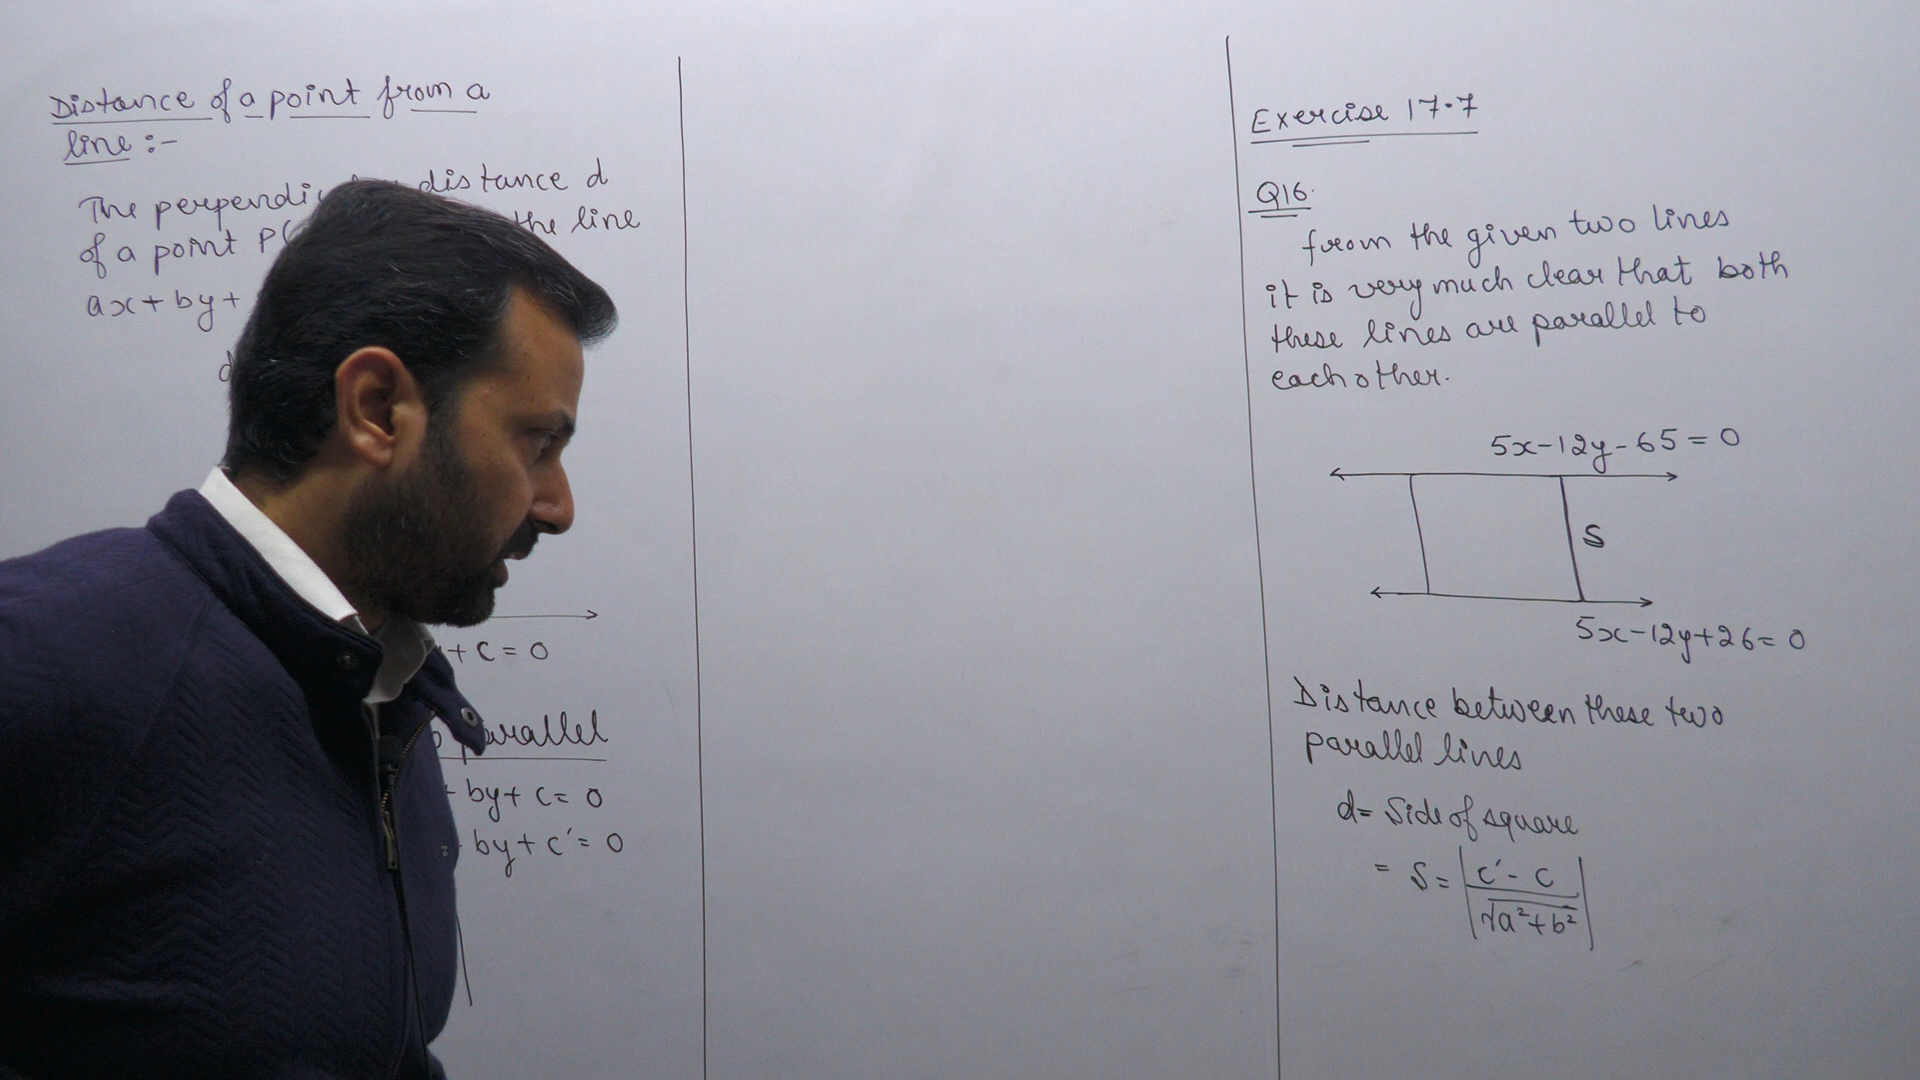 Distance of a point from a
line :-
The distance d
of a point P( the line
ax + by +
d
+ c = 0
parallel
+ by + c = 0
by + c' = 0
Exercise 17.7
Q16.
from the given two lines
it is very much clear that both
these lines are parallel to
each other.
5x-12y-65=0
S
5x-12y+26=0
Distance between these two
parallel lines
d= Side of square
= S= |c'- c
√a²+b²|